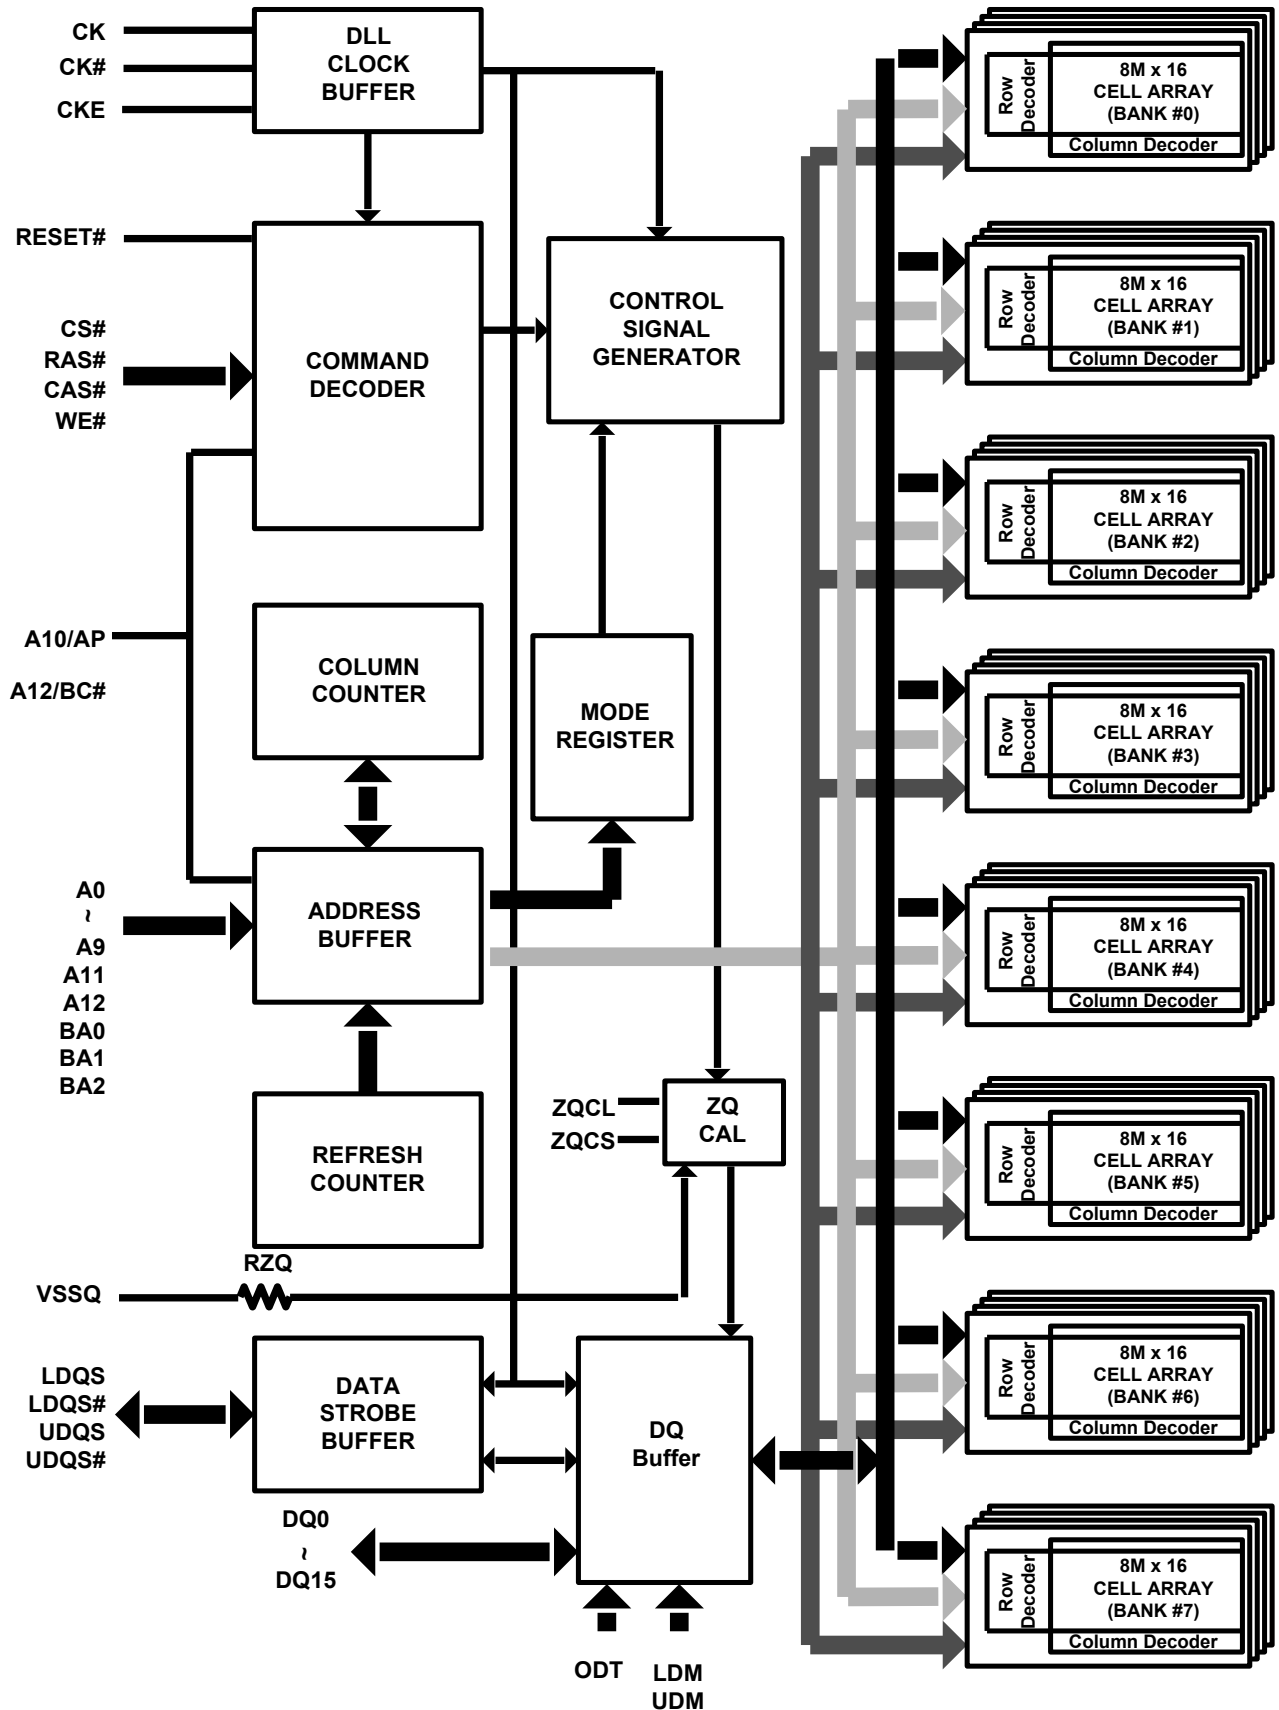 CK
CK#
CKE
DLL
CLOCK
BUFFER
RESET#
CS#
RAS#
CAS#
WE#
COMMAND
DECODER
CONTROL
SIGNAL
GENERATOR
A10/AP
A12/BC#
COLUMN
COUNTER
MODE
REGISTER
A0
~
A9
A11
A12
BA0
BA1
BA2
ADDRESS
BUFFER
REFRESH
COUNTER
ZQCL
ZQCS
ZQ
CAL
RZQ
VSSQ
LDQS
LDQS#
UDQS
UDQS#
DATA
STROBE
BUFFER
DQ
Buffer
DQ0
~
DQ15
ODT
LDM
UDM
Row
Decoder
8M x 16
CELL ARRAY
(BANK #0)
Column Decoder
Row
Decoder
8M x 16
CELL ARRAY
(BANK #1)
Column Decoder
Row
Decoder
8M x 16
CELL ARRAY
(BANK #2)
Column Decoder
Row
Decoder
8M x 16
CELL ARRAY
(BANK #3)
Column Decoder
Row
Decoder
8M x 16
CELL ARRAY
(BANK #4)
Column Decoder
Row
Decoder
8M x 16
CELL ARRAY
(BANK #5)
Column Decoder
Row
Decoder
8M x 16
CELL ARRAY
(BANK #6)
Column Decoder
Row
Decoder
8M x 16
CELL ARRAY
(BANK #7)
Column Decoder